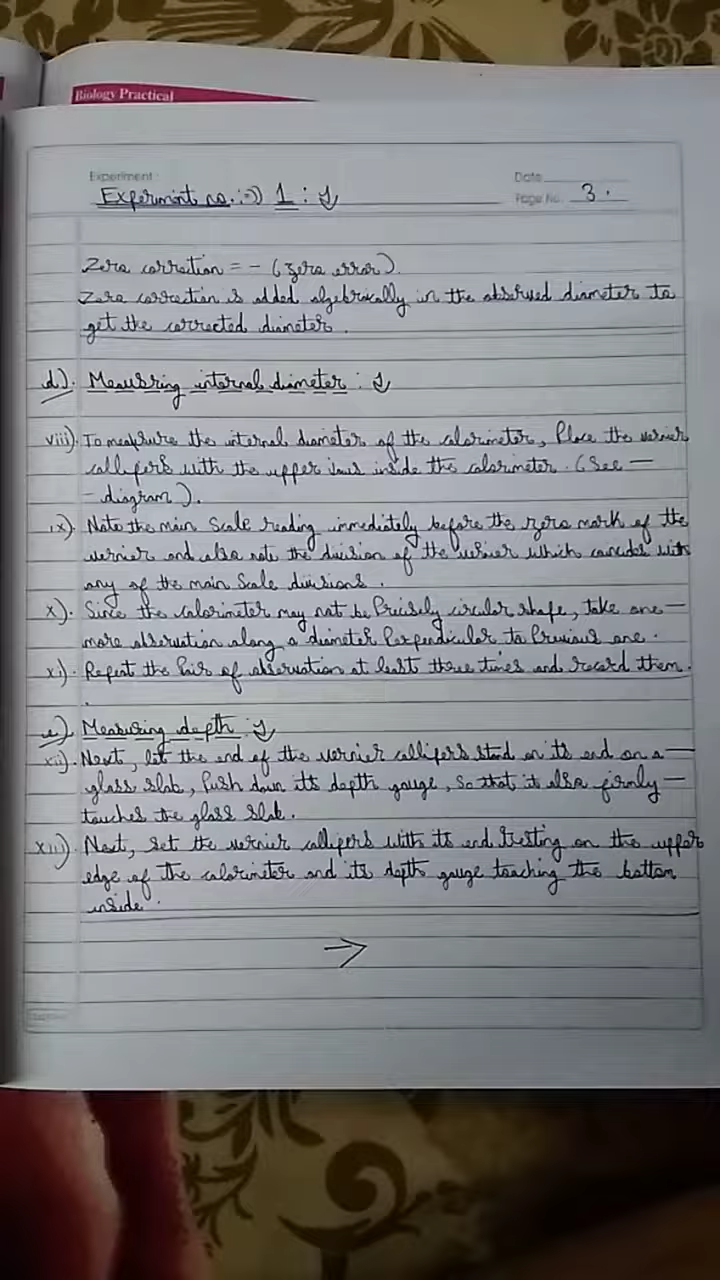 Biology Practical
Experiment :
Date
Experiment no. :⇒ 1 : ↓
Page No. 3.
Zero correction = - (zero error).
Zero correction is added algebrically in the observed diameter to
get the corrected diameter.
d). Measuring internal diameter : ↓
viii). To measure the internal diameter of the calorimeter, Place the vernier
callipers with the upper jaws inside the calorimeter. (See —
- diagram).
ix). Note the main Scale reading immediately before the zero mark of the
vernier and also note the division of the vernier which coincides with
any of the main Scale divisions.
x). Since the calorimeter may not be Precisely circular shape, take one —
more observation along a diameter Perpendicular to Previous one.
xi). Repeat the Pair of observation at least three times and record them.
e). Measuring depth : ↓
xii). Next, let the end of the vernier callipers stand on its end on a —
glass slab, Push down its depth gauge, So that it also firmly —
touches the glass slab.
xiii). Next, set the vernier callipers with its end resting on the upper
edge of the calorimeter and its depth gauge touching the bottom
inside.
→